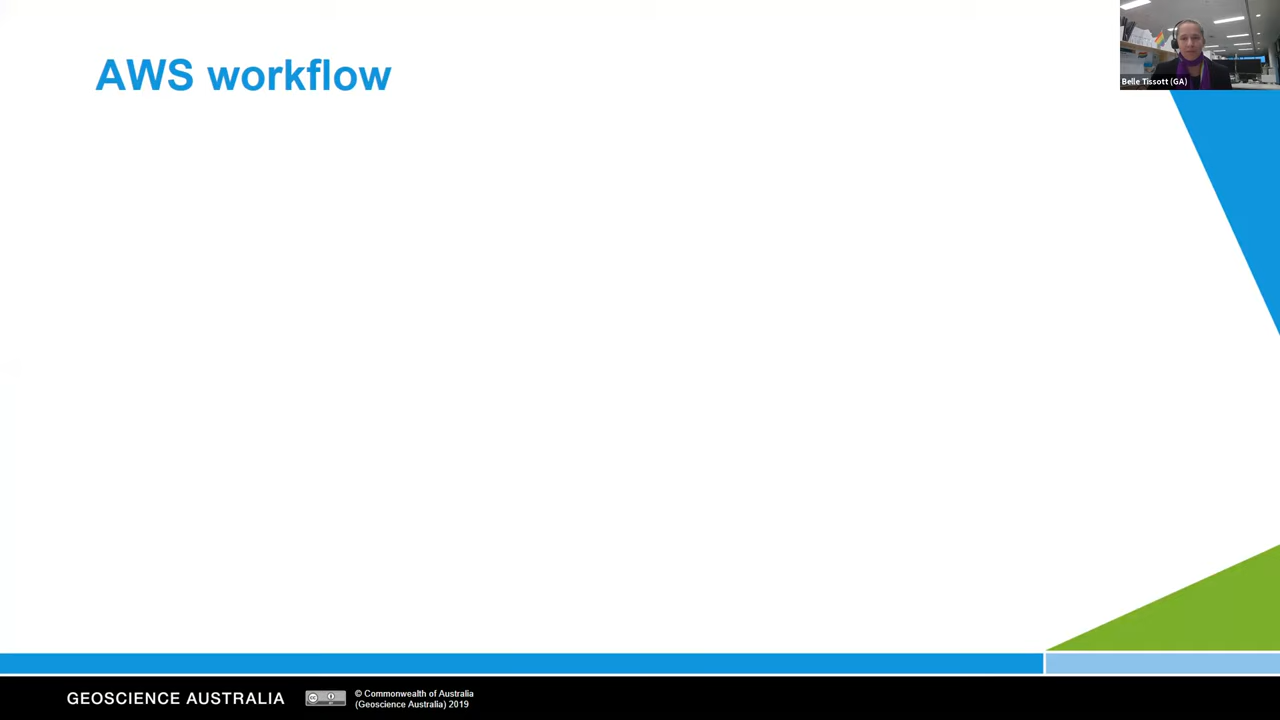 AWS workflow
Belle Tissott (GA)
GEOSCIENCE AUSTRALIA
© Commonwealth of Australia
(Geoscience Australia) 2019